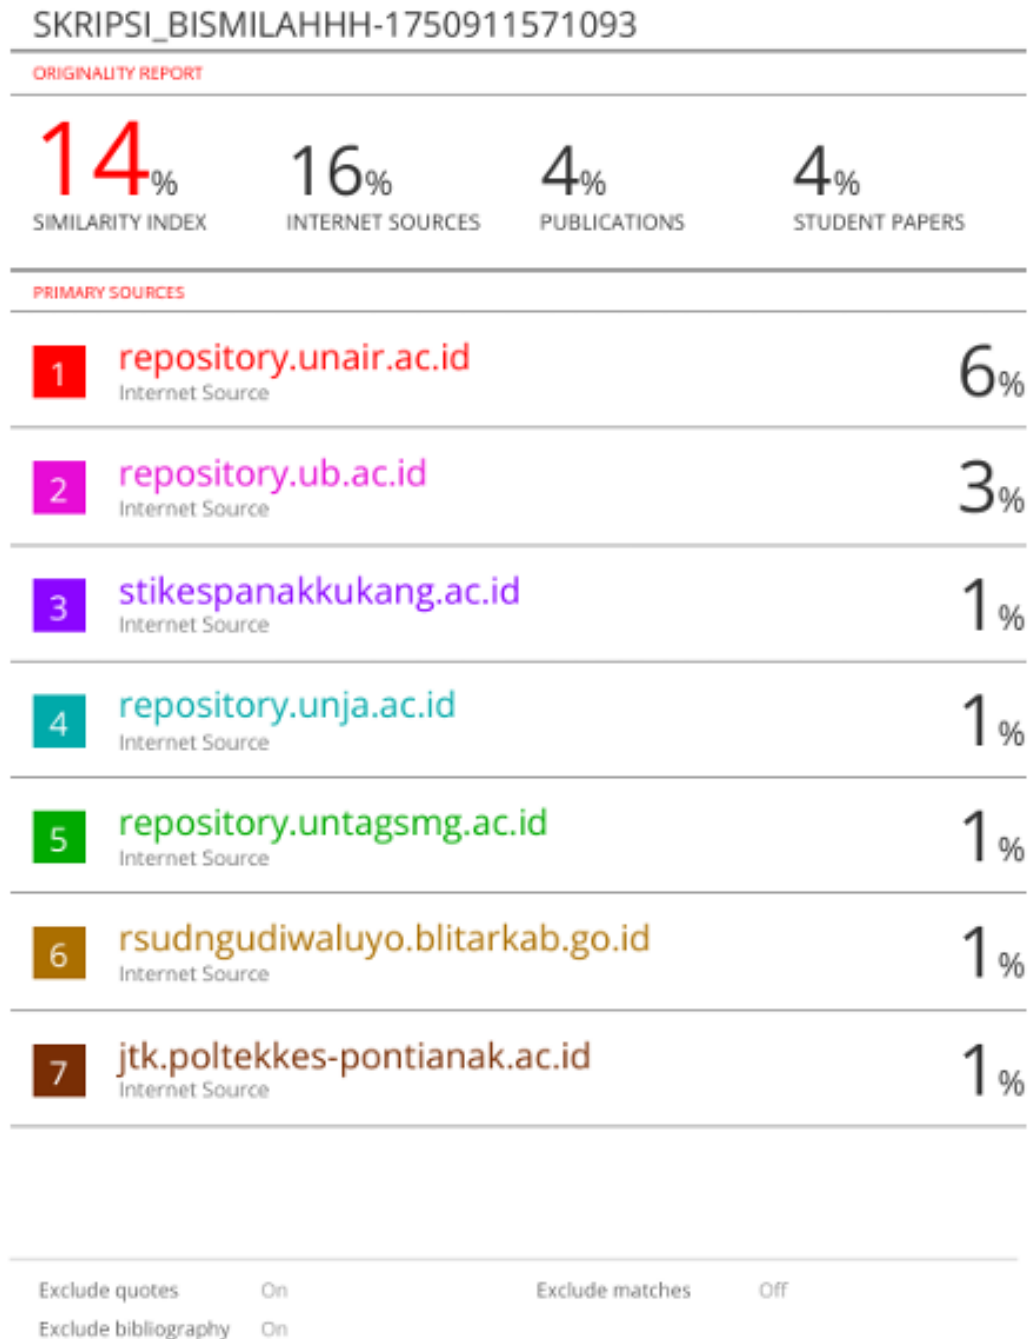 SKRIPSI_BISMILAHHH-1750911571093
ORIGINALITY REPORT
14% 16% 4% 4%
SIMILARITY INDEX INTERNET SOURCES PUBLICATIONS STUDENT PAPERS
PRIMARY SOURCES
1 repository.unair.ac.id 6%
Internet Source
2 repository.ub.ac.id 3%
Internet Source
3 stikespanakkukang.ac.id 1%
Internet Source
4 repository.unja.ac.id 1%
Internet Source
5 repository.untagsmg.ac.id 1%
Internet Source
6 rsudngudiwaluyo.blitarkab.go.id 1%
Internet Source
7 jtk.poltekkes-pontianak.ac.id 1%
Internet Source
Exclude quotes On Exclude matches Off
Exclude bibliography On